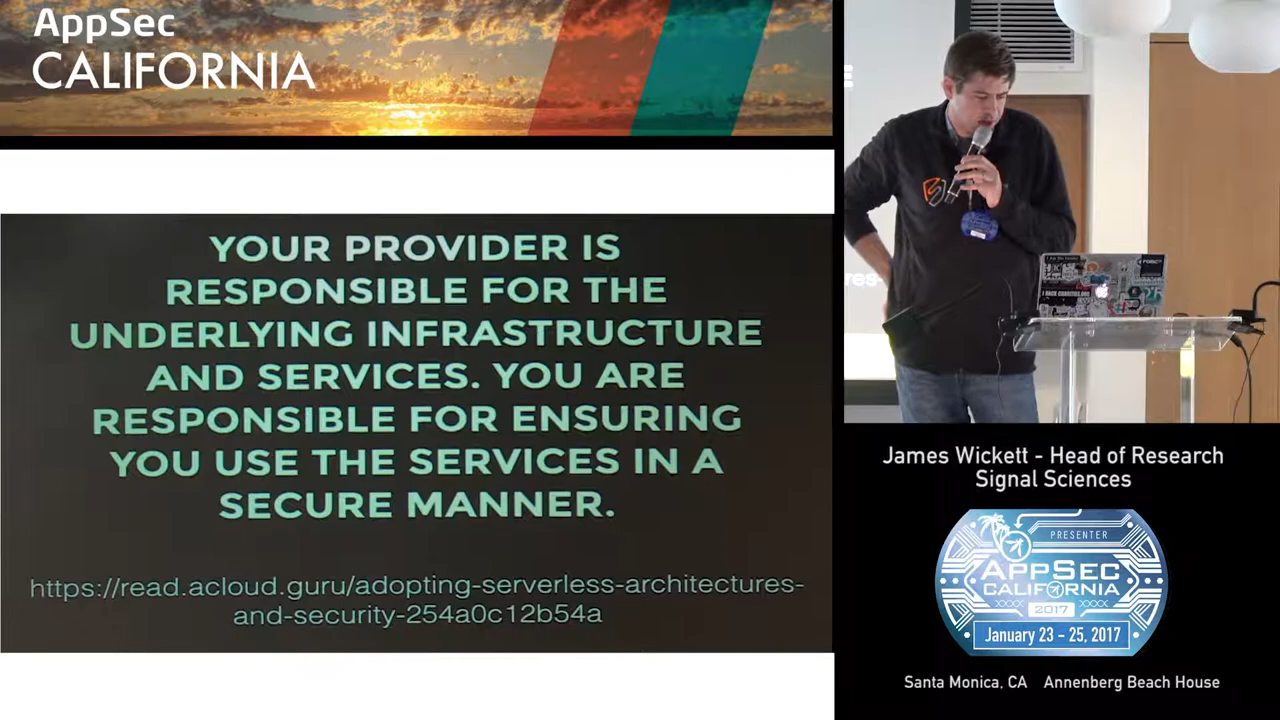 AppSec
CALIFORNIA
YOUR PROVIDER IS
RESPONSIBLE FOR THE
UNDERLYING INFRASTRUCTURE
AND SERVICES. YOU ARE
RESPONSIBLE FOR ENSURING
YOU USE THE SERVICES IN A
SECURE MANNER.
https://read.acloud.guru/adopting-serverless-architectures-
and-security-254a0c12b54a
James Wickett - Head of Research
Signal Sciences
PRESENTER
APPSEC
CALIFORNIA
2017
January 23 - 25, 2017
Santa Monica, CA Annenberg Beach House